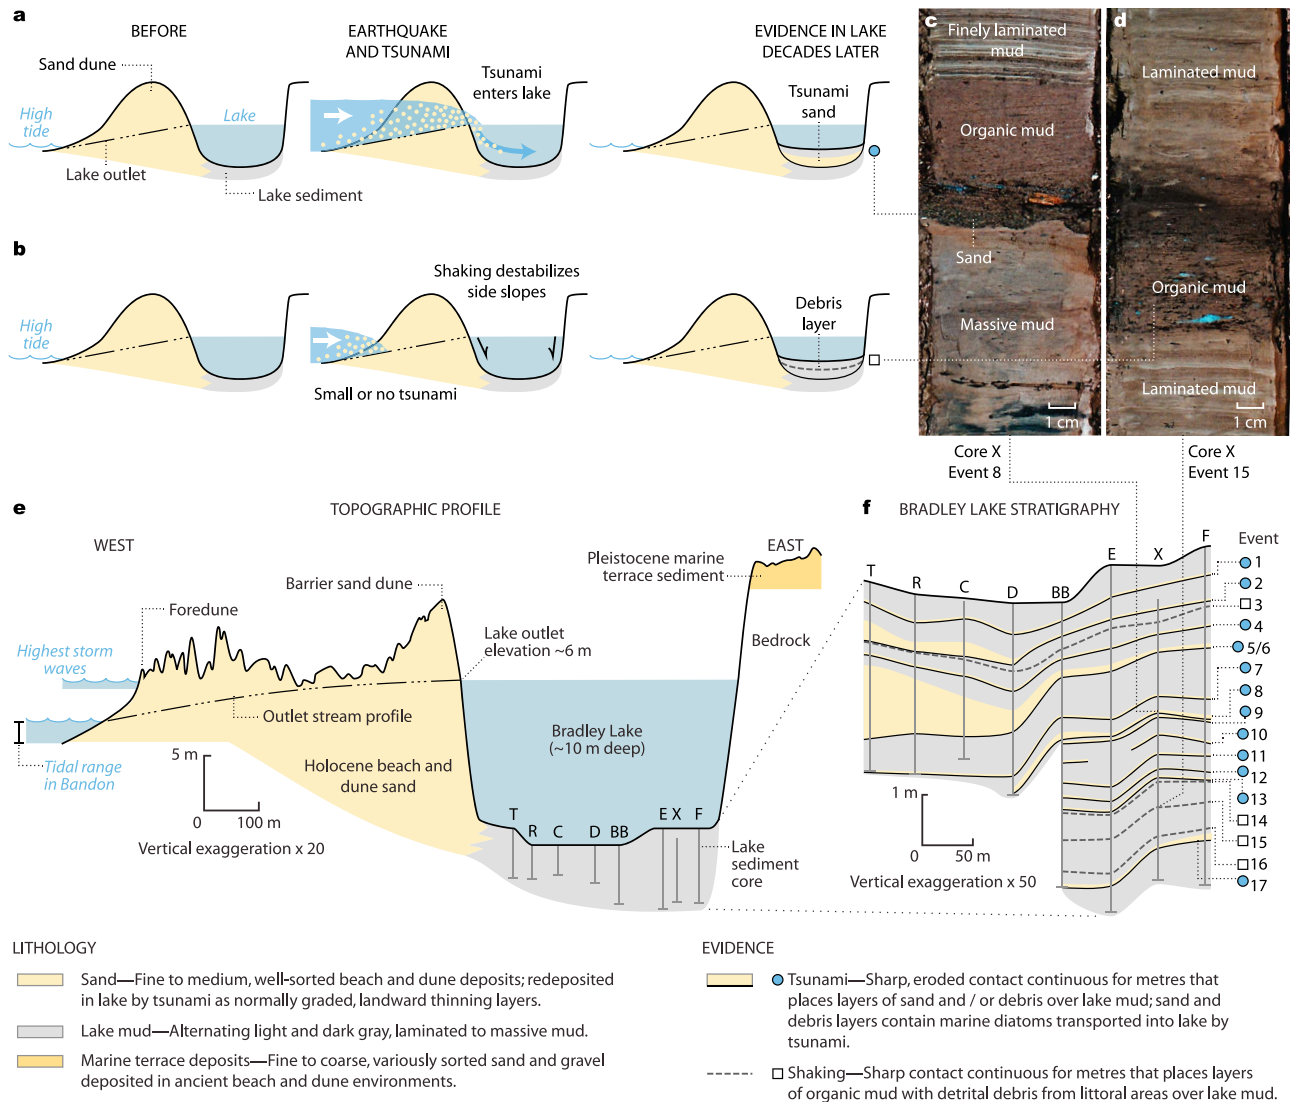 a
BEFORE
EARTHQUAKE
AND TSUNAMI
EVIDENCE IN LAKE
DECADES LATER
Sand dune
High
tide
Lake
Lake outlet
Lake sediment
Tsunami
enters lake
Tsunami
sand
b
High
tide
Shaking destabilizes
side slopes
Small or no tsunami
Debris
layer
c
Finely laminated
mud
Organic mud
Sand
Massive mud
1 cm
Core X
Event 8
d
Laminated mud
Organic mud
Laminated mud
1 cm
Core X
Event 15
e
TOPOGRAPHIC PROFILE
WEST
EAST
Pleistocene marine
terrace sediment
Barrier sand dune
Foredune
Highest storm
waves
Lake outlet
elevation ~6 m
Bedrock
Outlet stream profile
Bradley Lake
(~10 m deep)
Tidal range
in Bandon
5 m
0
100 m
Vertical exaggeration x 20
Holocene beach and
dune sand
T
R
C
D
BB
E
X
F
Lake
sediment
core
f
BRADLEY LAKE STRATIGRAPHY
T
R
C
D
BB
E
X
F
Event
1
2
3
4
5/6
7
8
9
10
11
12
13
14
15
16
17
1 m
0
50 m
Vertical exaggeration x 50
LITHOLOGY
Sand—Fine to medium, well-sorted beach and dune deposits; redeposited
in lake by tsunami as normally graded, landward thinning layers.
Lake mud—Alternating light and dark gray, laminated to massive mud.
Marine terrace deposits—Fine to coarse, variously sorted sand and gravel
deposited in ancient beach and dune environments.
EVIDENCE
Tsunami—Sharp, eroded contact continuous for metres that
places layers of sand and / or debris over lake mud; sand and
debris layers contain marine diatoms transported into lake by
tsunami.
Shaking—Sharp contact continuous for metres that places layers
of organic mud with detrital debris from littoral areas over lake mud.